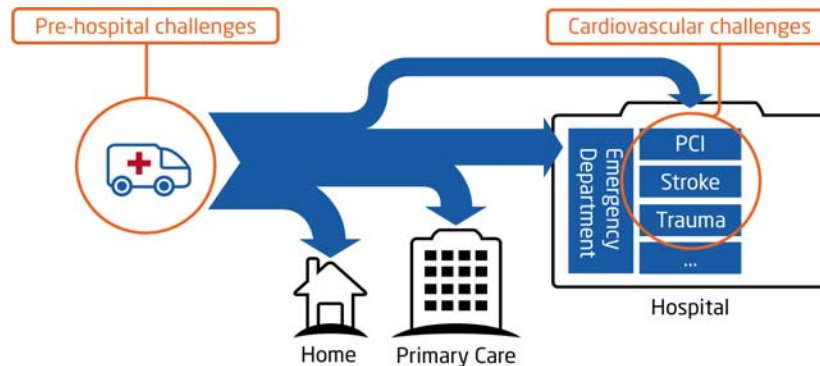 Pre-hospital challenges
Cardiovascular challenges
Emergency
Department
PCI
Stroke
Trauma
...
Hospital
Home
Primary Care